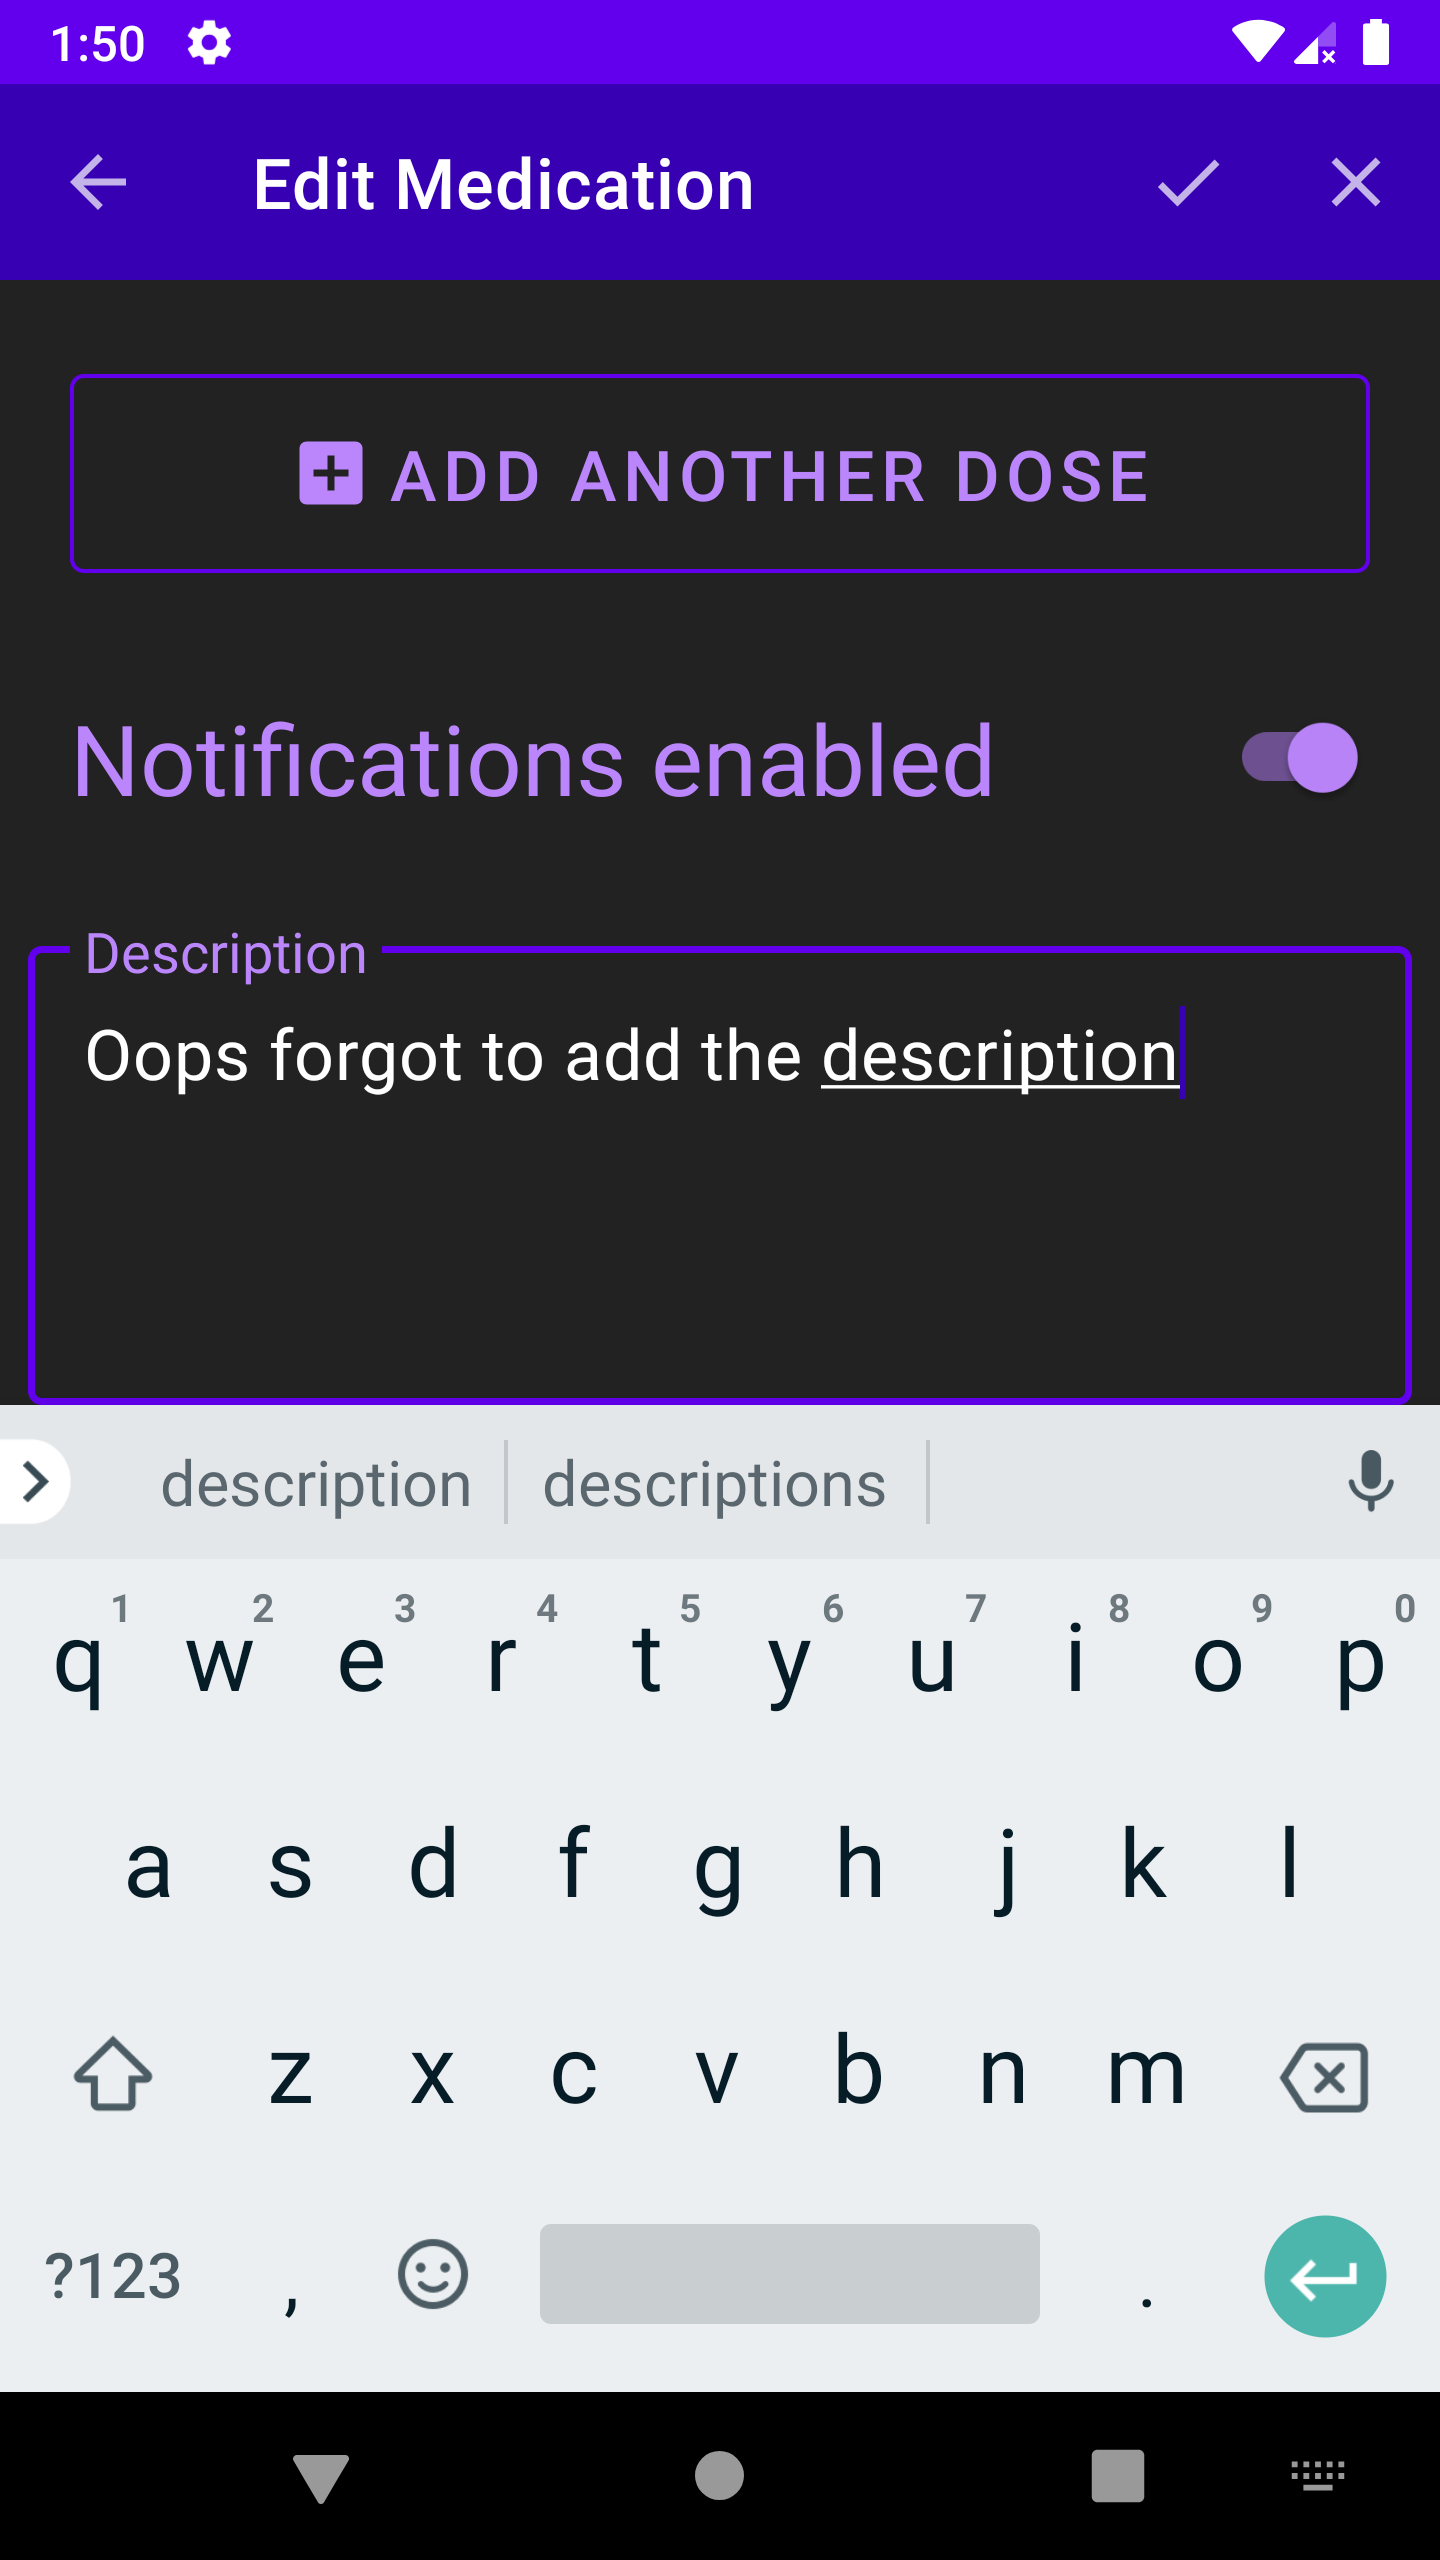 1:50
Edit Medication
ADD ANOTHER DOSE
Notifications enabled
Description
Oops forgot to add the description
description descriptions
1 2 3 4 5 6 7 8 9 0
q w e r t y u i o p
a s d f g h j k l
z x c v b n m
?123 , .